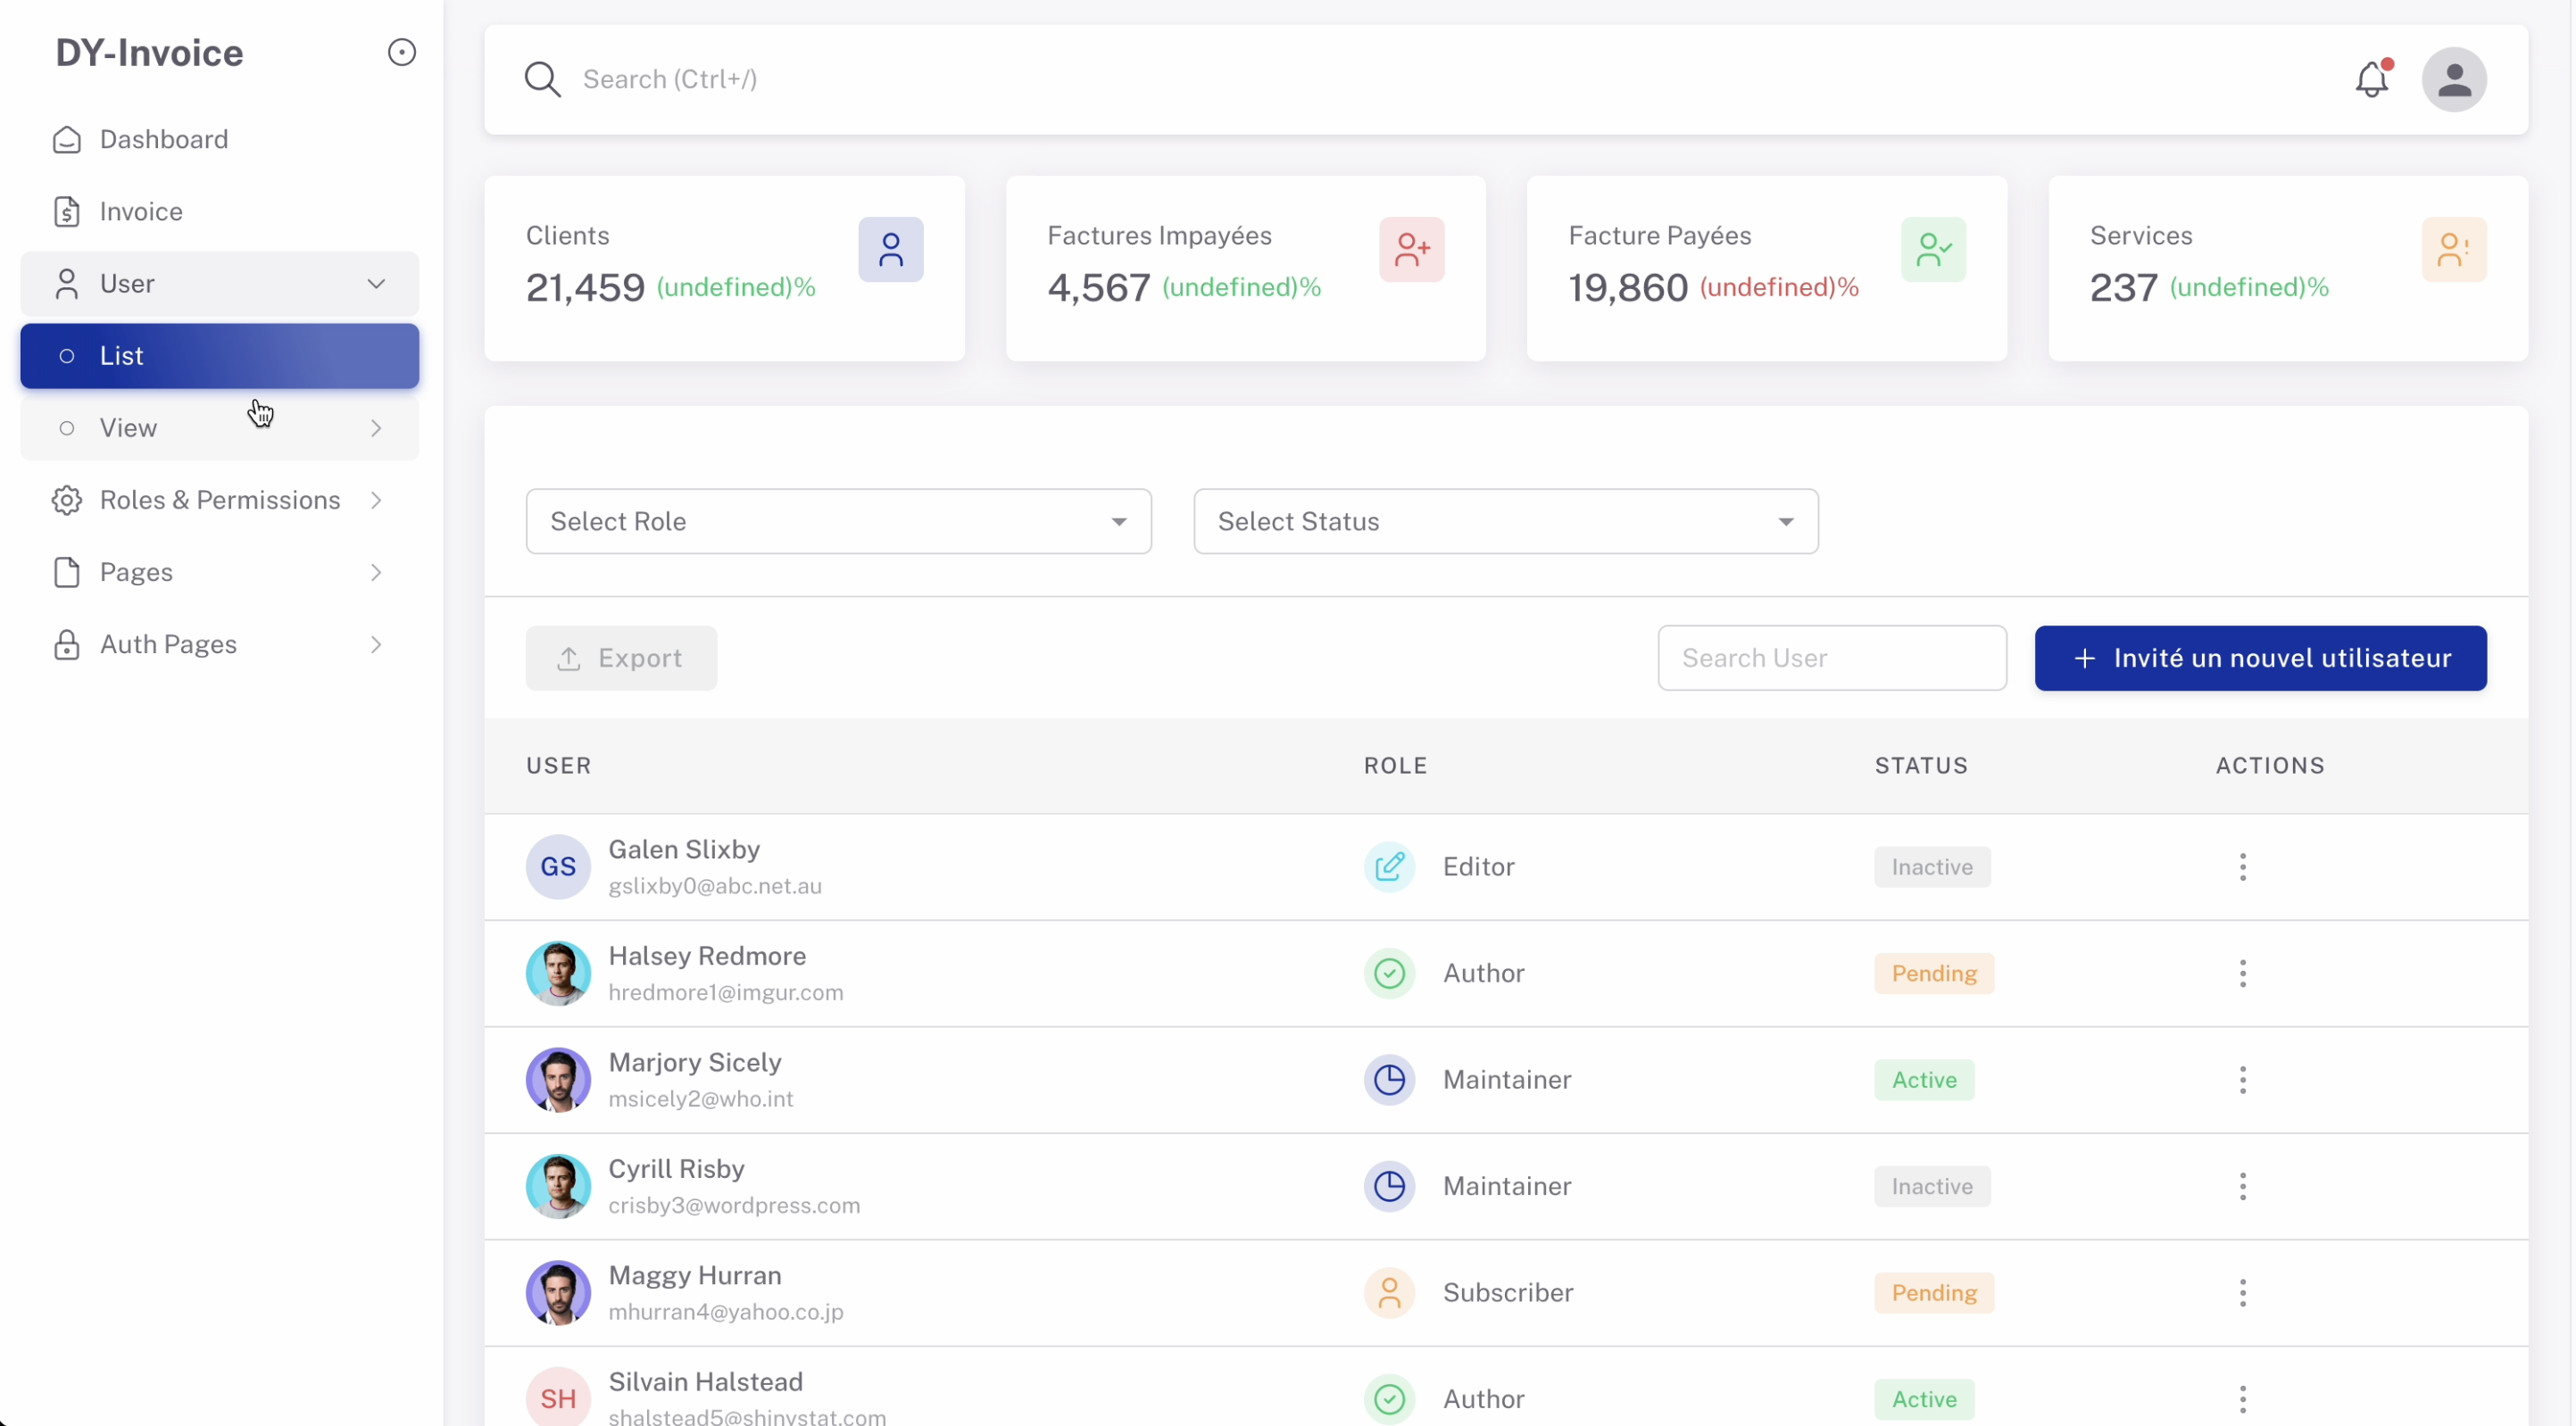 DY-Invoice
Dashboard
Invoice
User
List
View
Roles & Permissions
Pages
Auth Pages
Search (Ctrl+/)
Clients
21,459 (undefined)%
Factures Impayées
4,567 (undefined)%
Facture Payées
19,860 (undefined)%
Services
237 (undefined)%
Select Role
Select Status
Export
Search User
+ Invité un nouvel utilisateur
USER ROLE STATUS ACTIONS
GS
Galen Slixby
gslixby0@abc.net.au
Editor
Inactive
Halsey Redmore
hredmore1@imgur.com
Author
Pending
Marjory Sicely
msicely2@who.int
Maintainer
Active
Cyrill Risby
crisby3@wordpress.com
Maintainer
Inactive
Maggy Hurran
mhurran4@yahoo.co.jp
Subscriber
Pending
SH
Silvain Halstead
shalstead5@shinystat.com
Author
Active